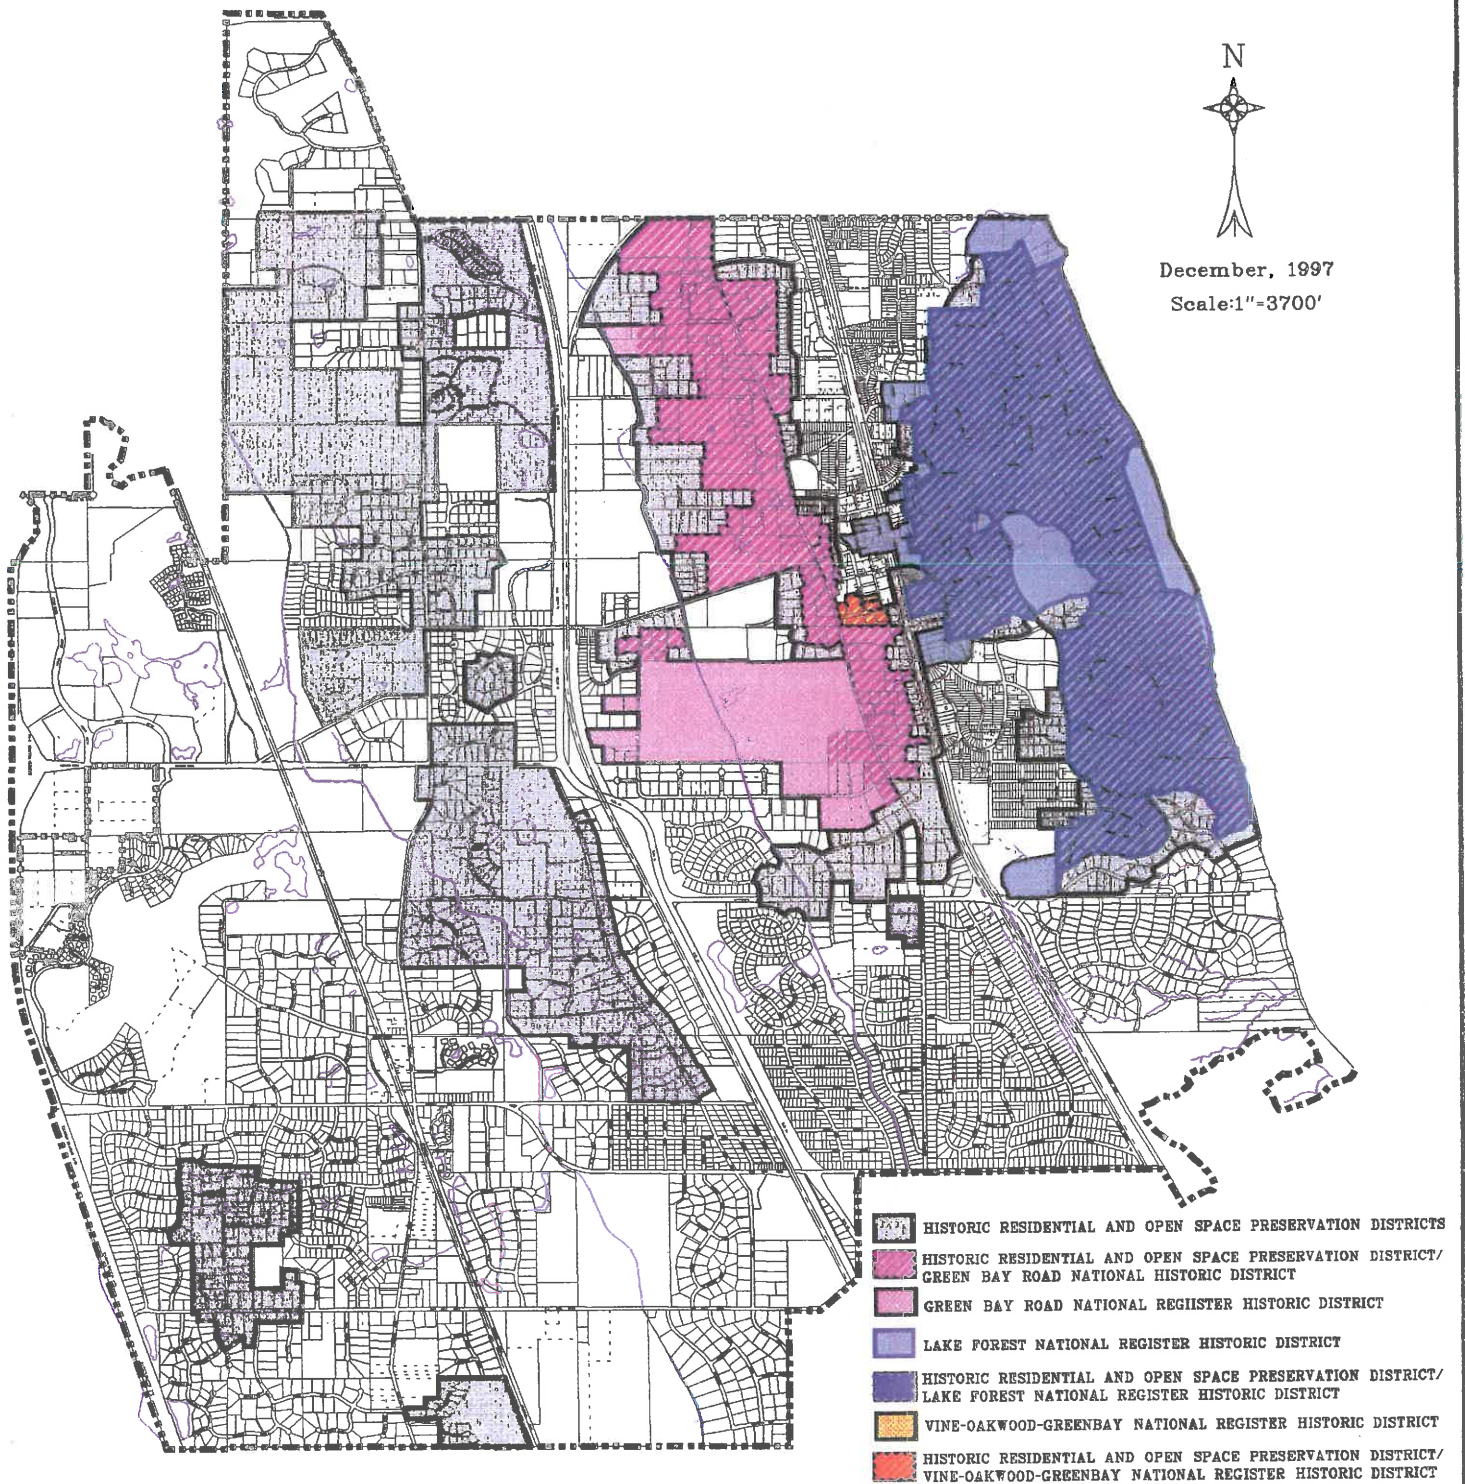 N
December, 1997
Scale:1"=3700'
HISTORIC RESIDENTIAL AND OPEN SPACE PRESERVATION DISTRICTS
HISTORIC RESIDENTIAL AND OPEN SPACE PRESERVATION DISTRICT/
GREEN BAY ROAD NATIONAL HISTORIC DISTRICT
GREEN BAY ROAD NATIONAL REGIISTER HISTORIC DISTRICT
LAKE FOREST NATIONAL REGISTER HISTORIC DISTRICT
HISTORIC RESIDENTIAL AND OPEN SPACE PRESERVATION DISTRICT/
LAKE FOREST NATIONAL REGISTER HISTORIC DISTRICT
VINE-OAKWOOD-GREENBAY NATIONAL REGISTER HISTORIC DISTRICT
HISTORIC RESIDENTIAL AND OPEN SPACE PRESERVATION DISTRICT/
VINE-OAKWOOD-GREENBAY NATIONAL REGISTER HISTORIC DISTRICT